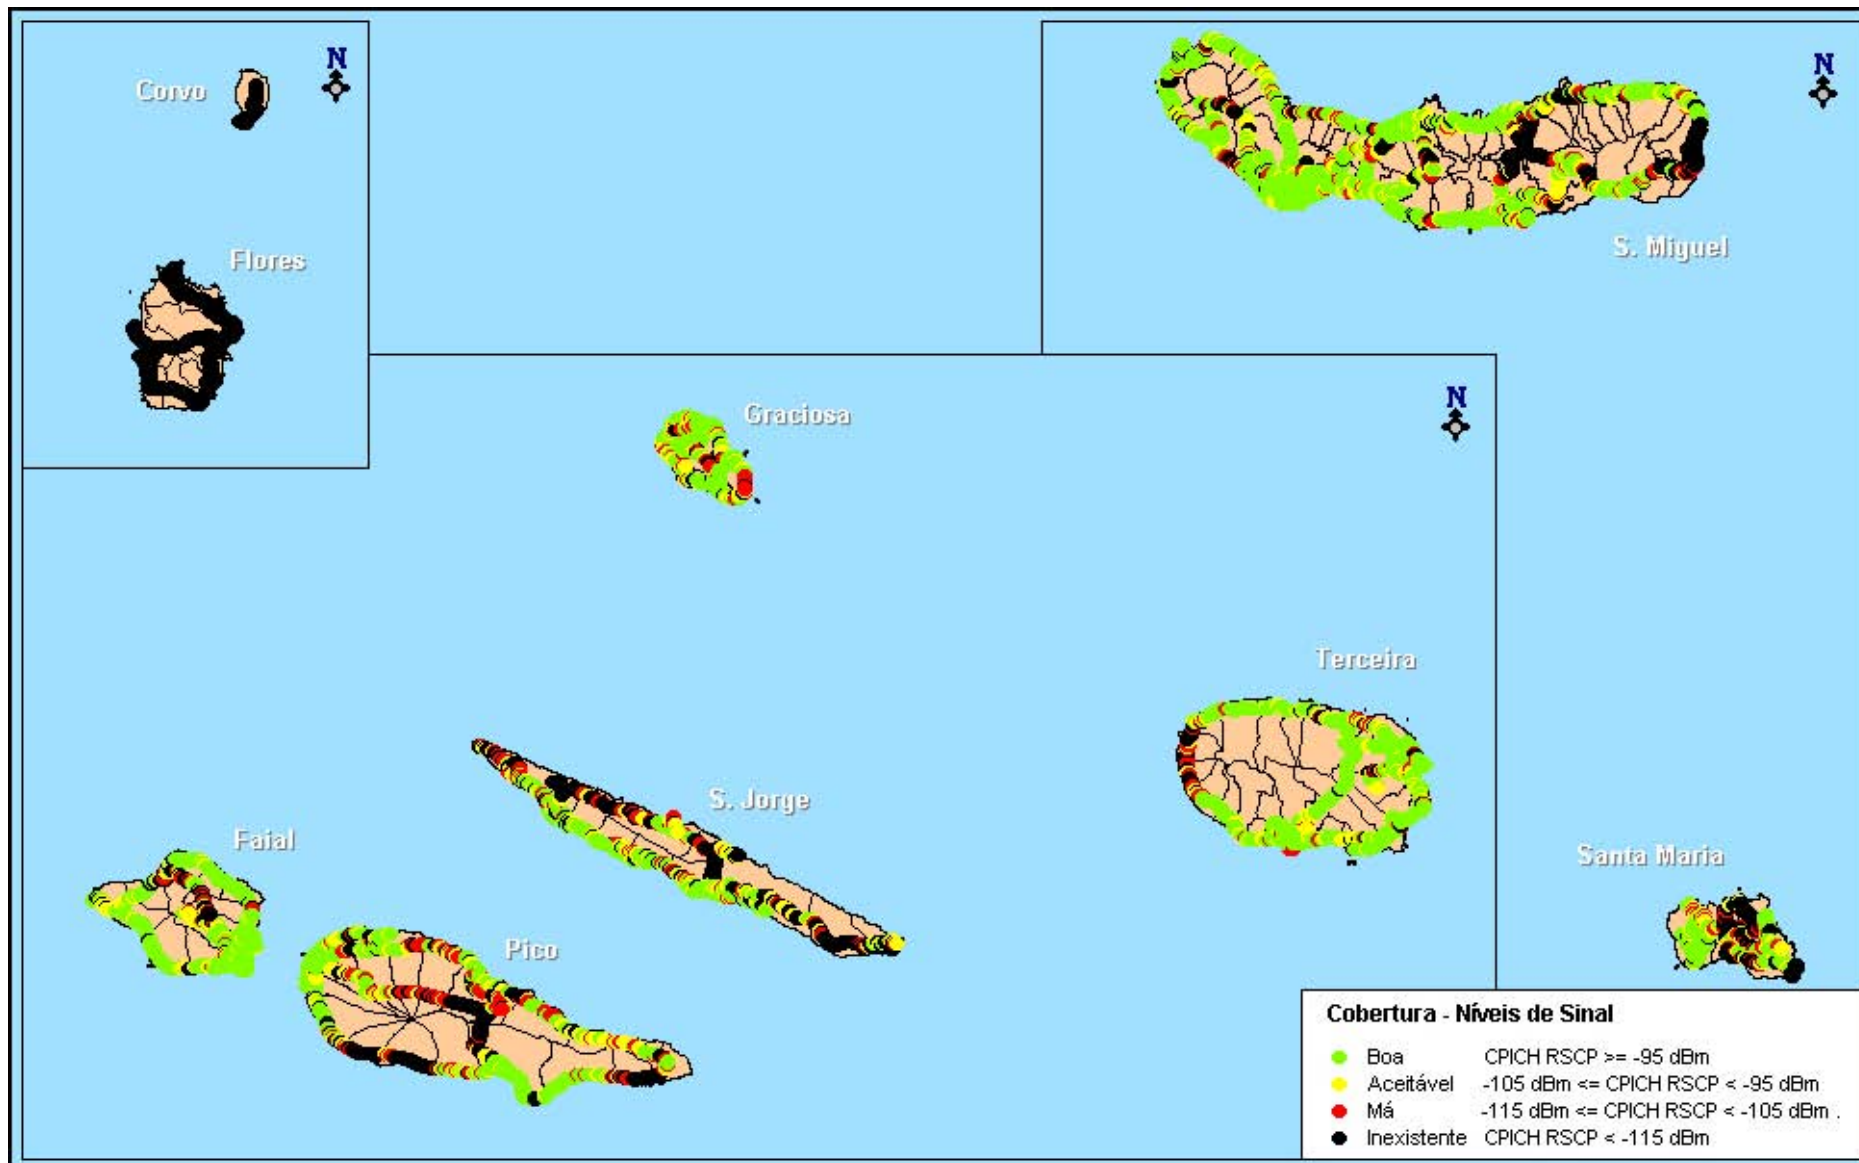 N
Corvo
Flores
N
S. Miguel
Graciosa
N
Terceira
S. Jorge
Faial
Santa Maria
Pico
Cobertura - Níveis de Sinal
Boa CPICH RSCP >= -95 dBm
Aceitável -105 dBm <= CPICH RSCP < -95 dBm
Má -115 dBm <= CPICH RSCP < -105 dBm .
Inexistente CPICH RSCP < -115 dBm